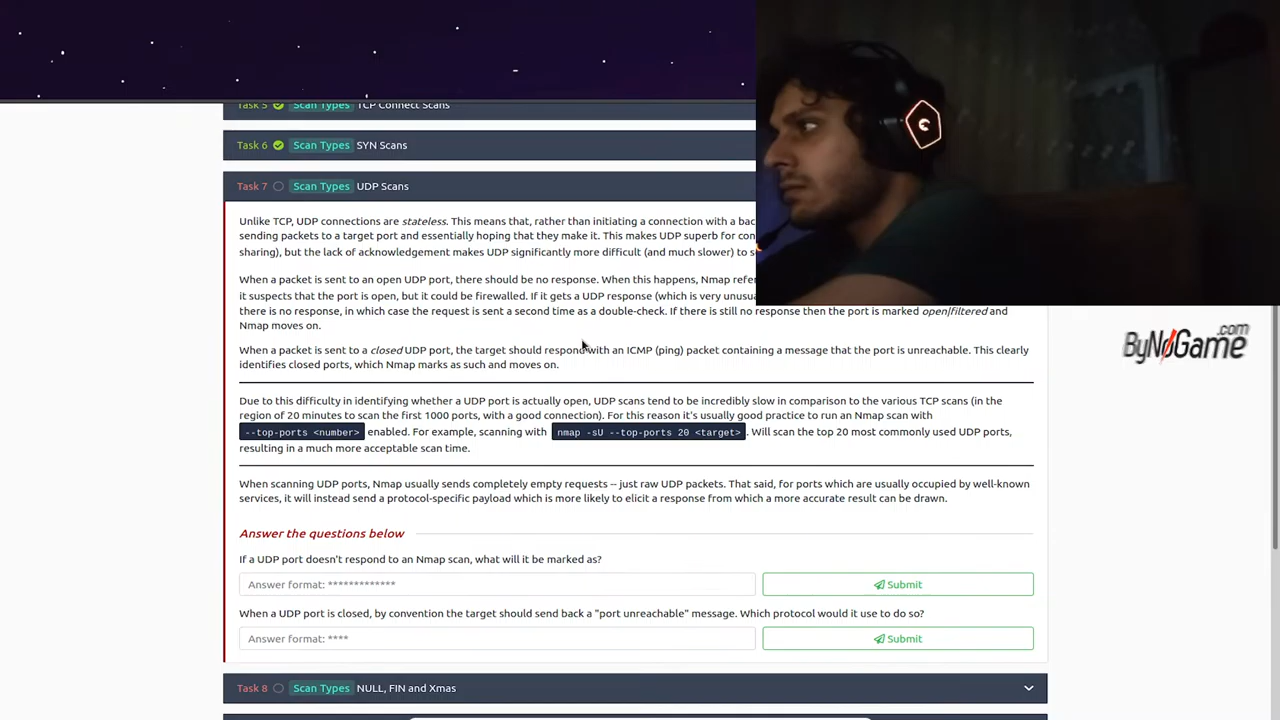 Task 5 Scan Types TCP Connect Scans
Task 6 Scan Types SYN Scans
Task 7 Scan Types UDP Scans
Unlike TCP, UDP connections are stateless. This means that, rather than initiating a connection with a bac
sending packets to a target port and essentially hoping that they make it. This makes UDP superb for con
sharing), but the lack of acknowledgement makes UDP significantly more difficult (and much slower) to s
When a packet is sent to an open UDP port, there should be no response. When this happens, Nmap refer
it suspects that the port is open, but it could be firewalled. If it gets a UDP response (which is very unusua
there is no response, in which case the request is sent a second time as a double-check. If there is still no response then the port is marked open|filtered and
Nmap moves on.
When a packet is sent to a closed UDP port, the target should respond with an ICMP (ping) packet containing a message that the port is unreachable. This clearly
identifies closed ports, which Nmap marks as such and moves on.
Due to this difficulty in identifying whether a UDP port is actually open, UDP scans tend to be incredibly slow in comparison to the various TCP scans (in the
region of 20 minutes to scan the first 1000 ports, with a good connection). For this reason it's usually good practice to run an Nmap scan with
--top-ports <number> enabled. For example, scanning with nmap -sU --top-ports 20 <target>. Will scan the top 20 most commonly used UDP ports,
resulting in a much more acceptable scan time.
When scanning UDP ports, Nmap usually sends completely empty requests -- just raw UDP packets. That said, for ports which are usually occupied by well-known
services, it will instead send a protocol-specific payload which is more likely to elicit a response from which a more accurate result can be drawn.
Answer the questions below
If a UDP port doesn't respond to an Nmap scan, what will it be marked as?
Answer format: *************
Submit
When a UDP port is closed, by convention the target should send back a "port unreachable" message. Which protocol would it use to do so?
Answer format: ****
Submit
Task 8 Scan Types NULL, FIN and Xmas
ByNoGame.com